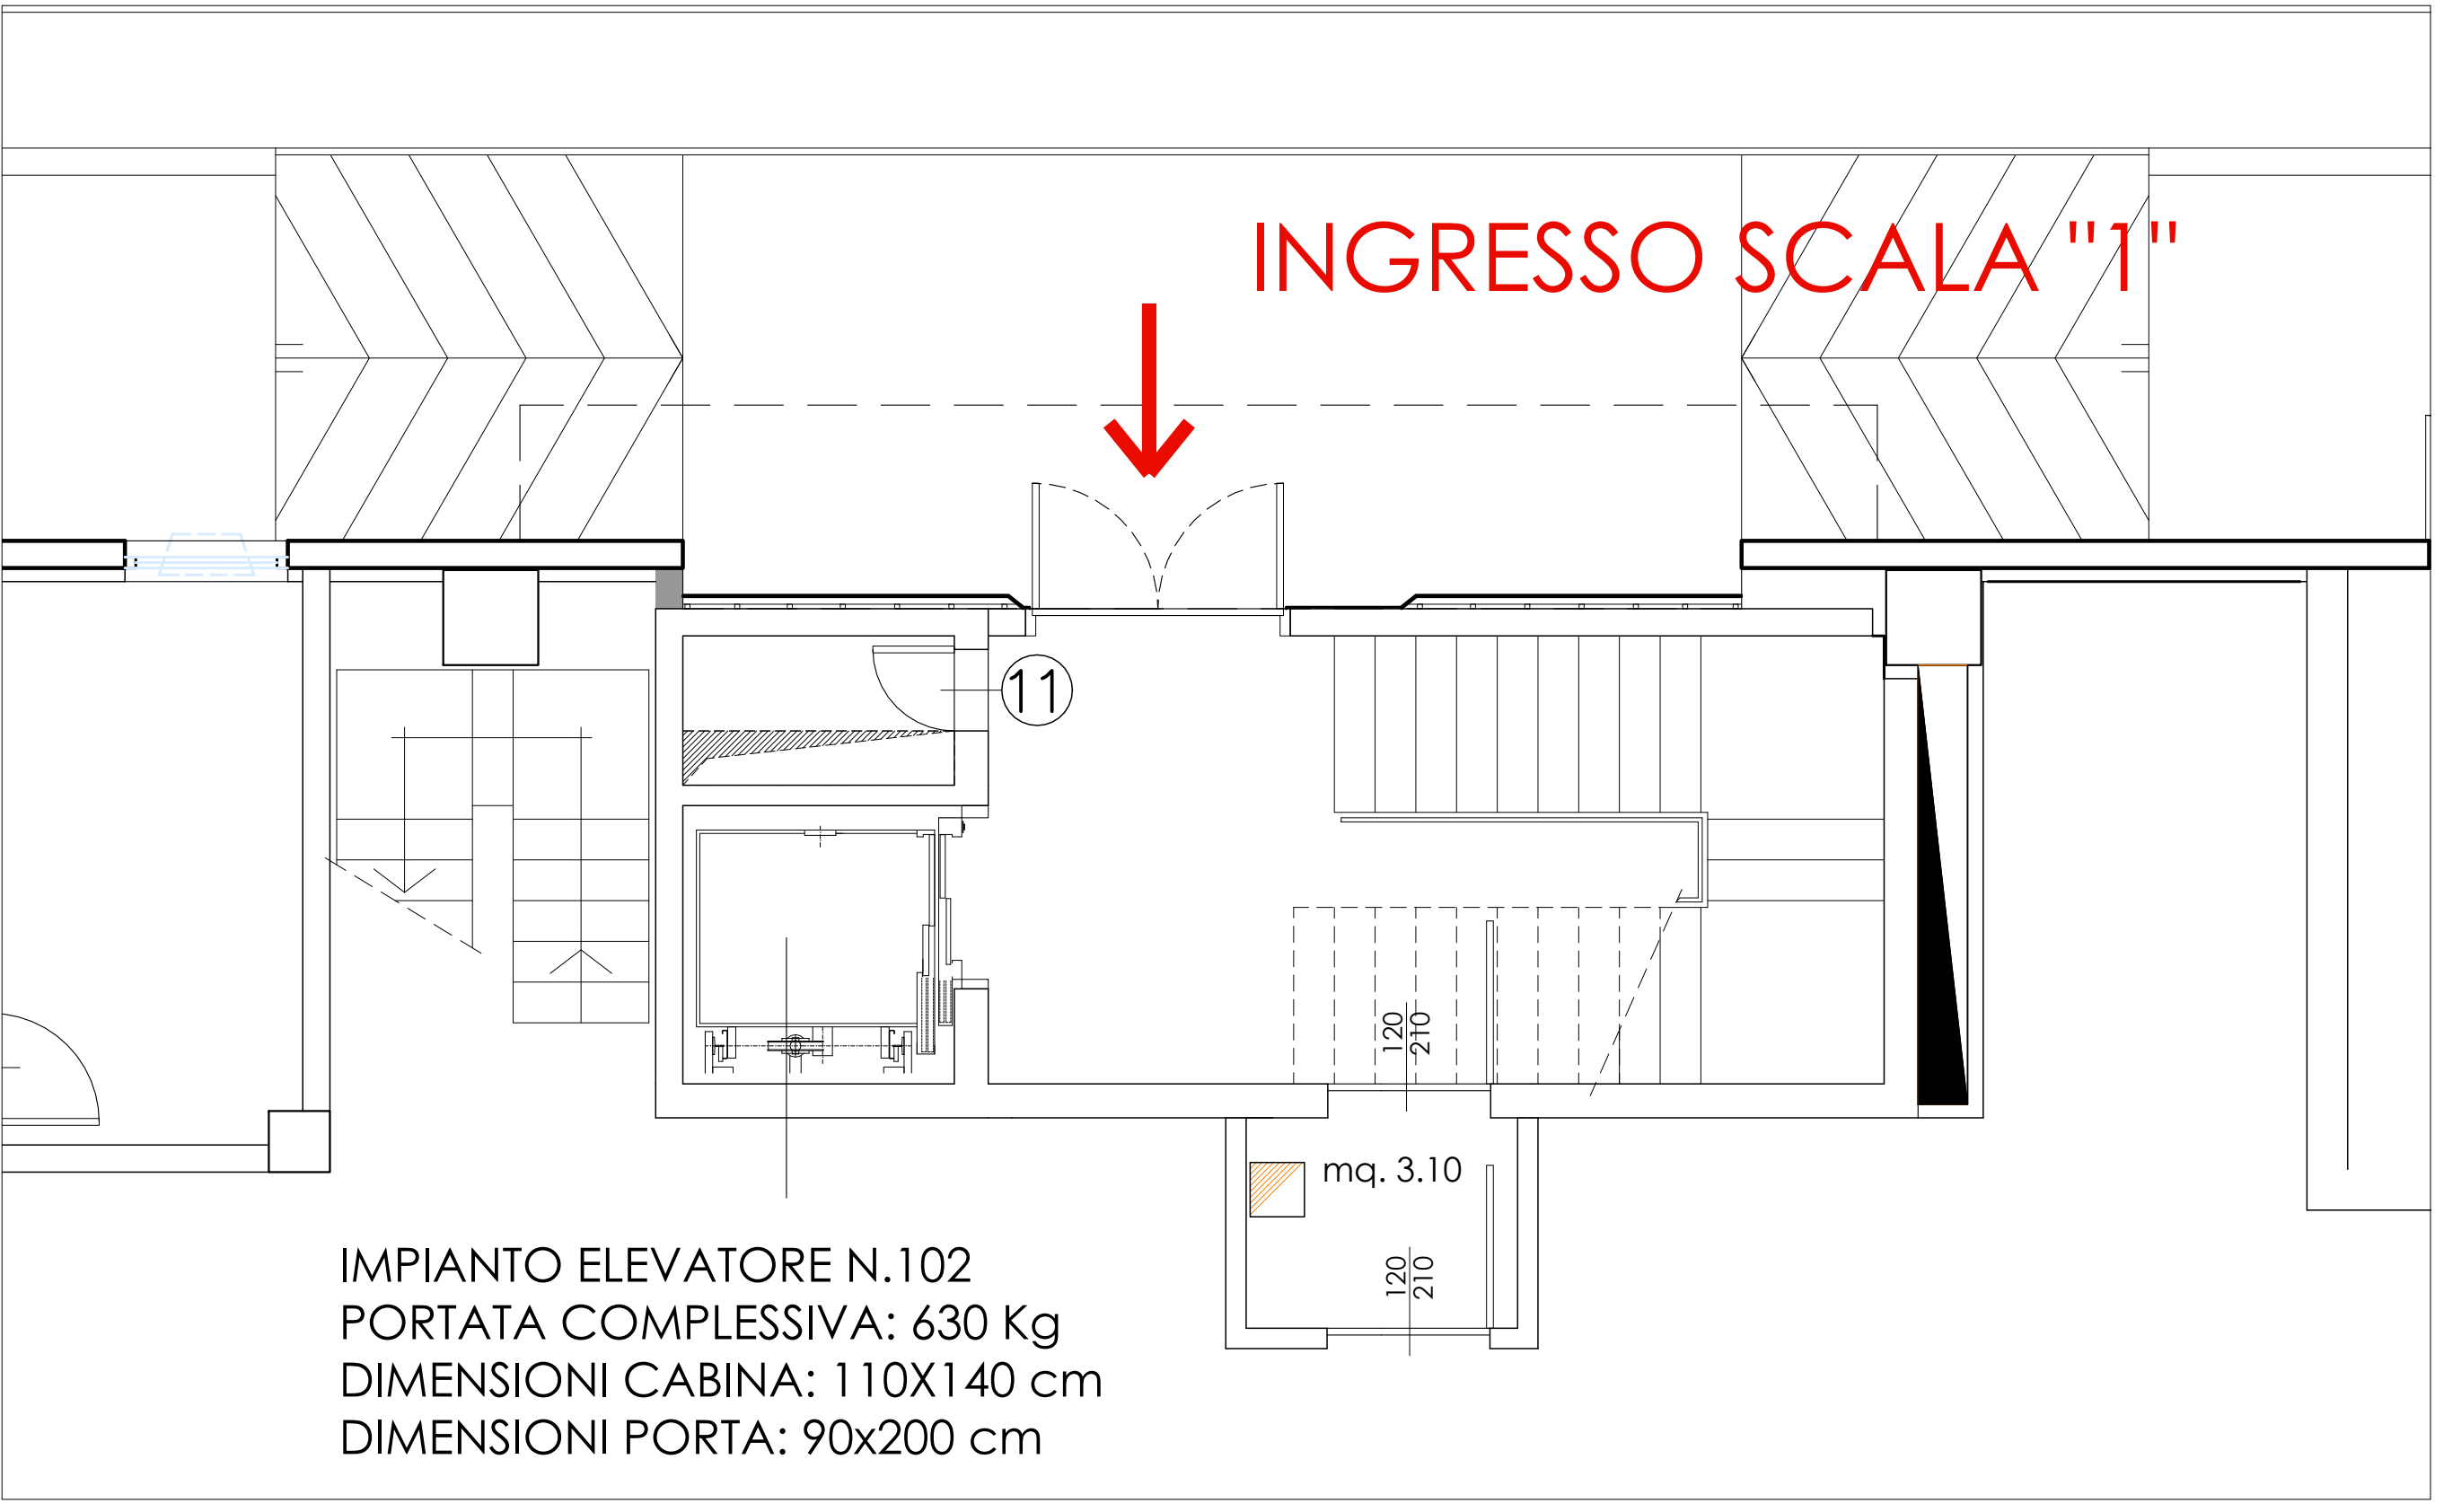 INGRESSO SCALA "1"
11
120
210
mq. 3.10
120
210
IMPIANTO ELEVATORE N.102
PORTATA COMPLESSIVA: 630 Kg
DIMENSIONI CABINA: 110X140 cm
DIMENSIONI PORTA: 90x200 cm